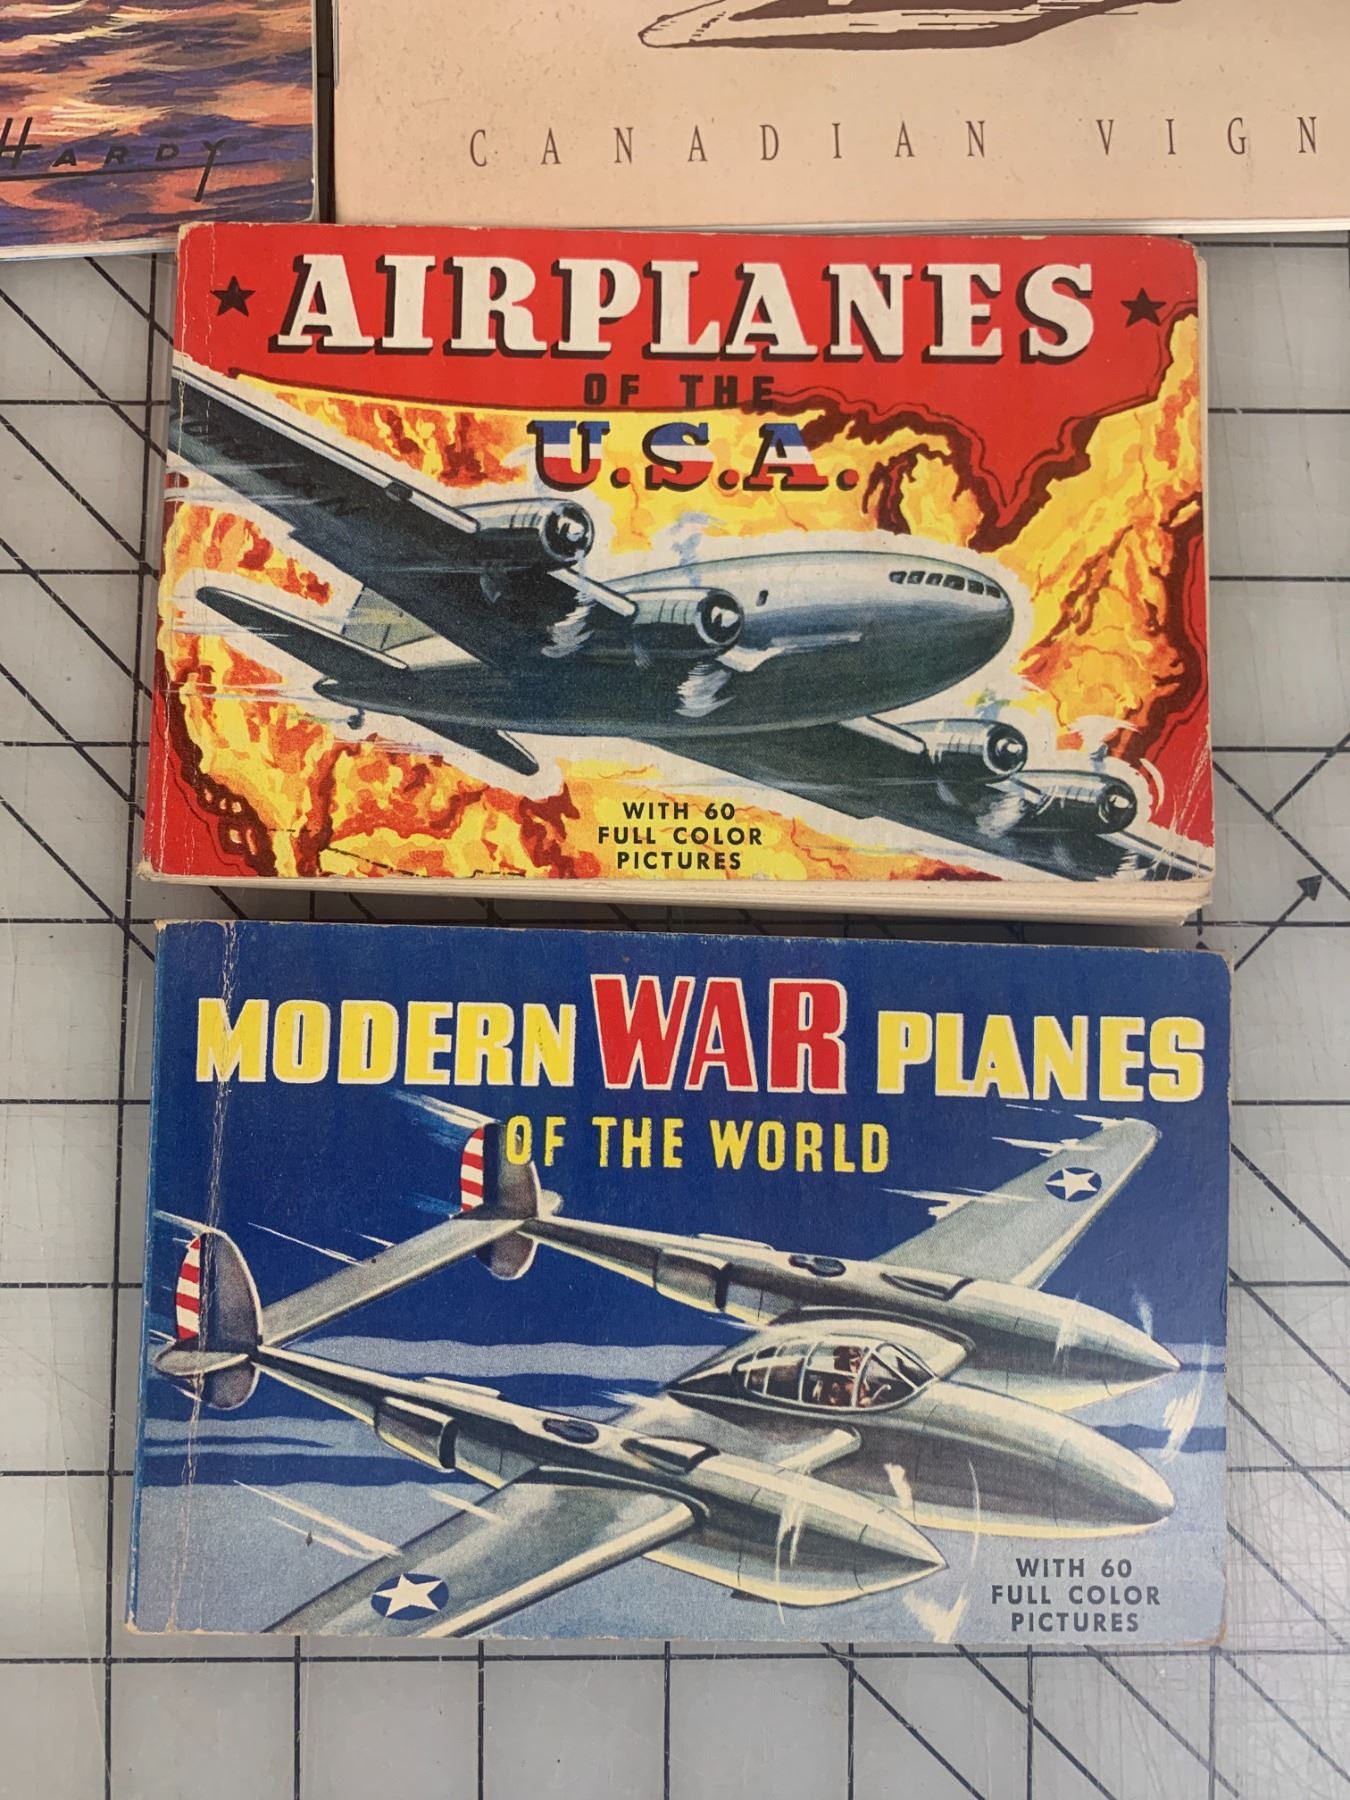 HARDY
CANADIAN VIGN
AIRPLANES
OF THE
U.S.A.
WITH 60
FULL COLOR
PICTURES
MODERN WAR PLANES
OF THE WORLD
WITH 60
FULL COLOR
PICTURES